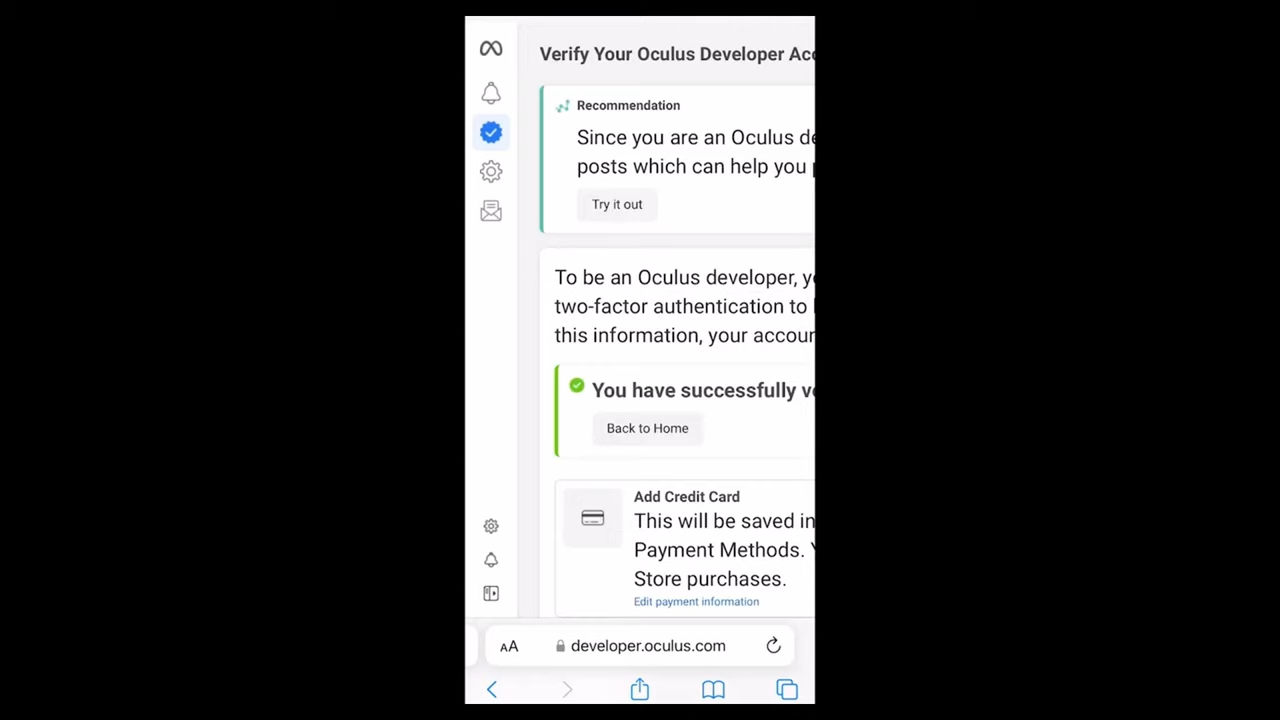 Verify Your Oculus Developer Acc
Recommendation
Since you are an Oculus de
posts which can help you p
Try it out
To be an Oculus developer, yo
two-factor authentication to
this information, your accoun
You have successfully ve
Back to Home
Add Credit Card
This will be saved in
Payment Methods. Y
Store purchases.
Edit payment information
AA developer.oculus.com